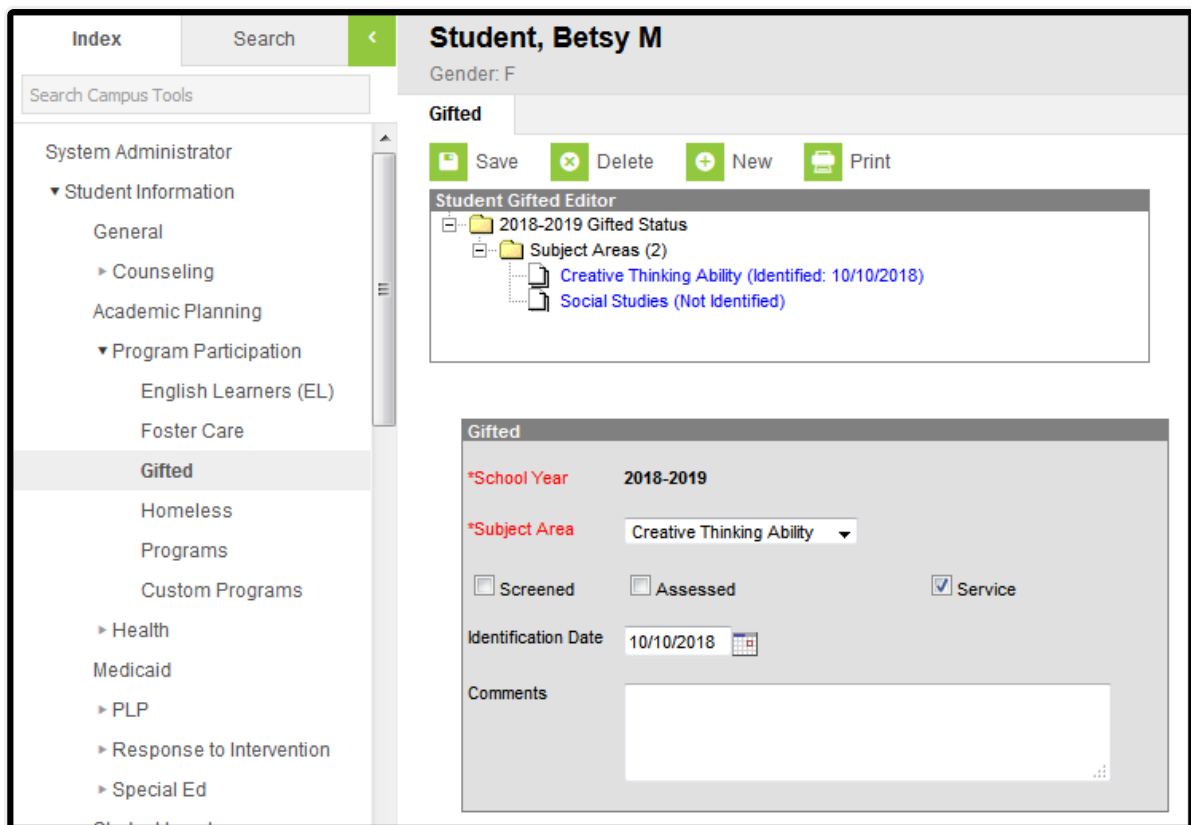 Index Search
Search Campus Tools
System Administrator
Student Information
General
Counseling
Academic Planning
Program Participation
English Learners (EL)
Foster Care
Gifted
Homeless
Programs
Custom Programs
Health
Medicaid
PLP
Response to Intervention
Special Ed
Student, Betsy M
Gender: F
Gifted
Save Delete New Print
Student Gifted Editor
2018-2019 Gifted Status
Subject Areas (2)
Creative Thinking Ability (Identified: 10/10/2018)
Social Studies (Not Identified)
Gifted
*School Year 2018-2019
*Subject Area Creative Thinking Ability
Screened Assessed Service
Identification Date 10/10/2018
Comments